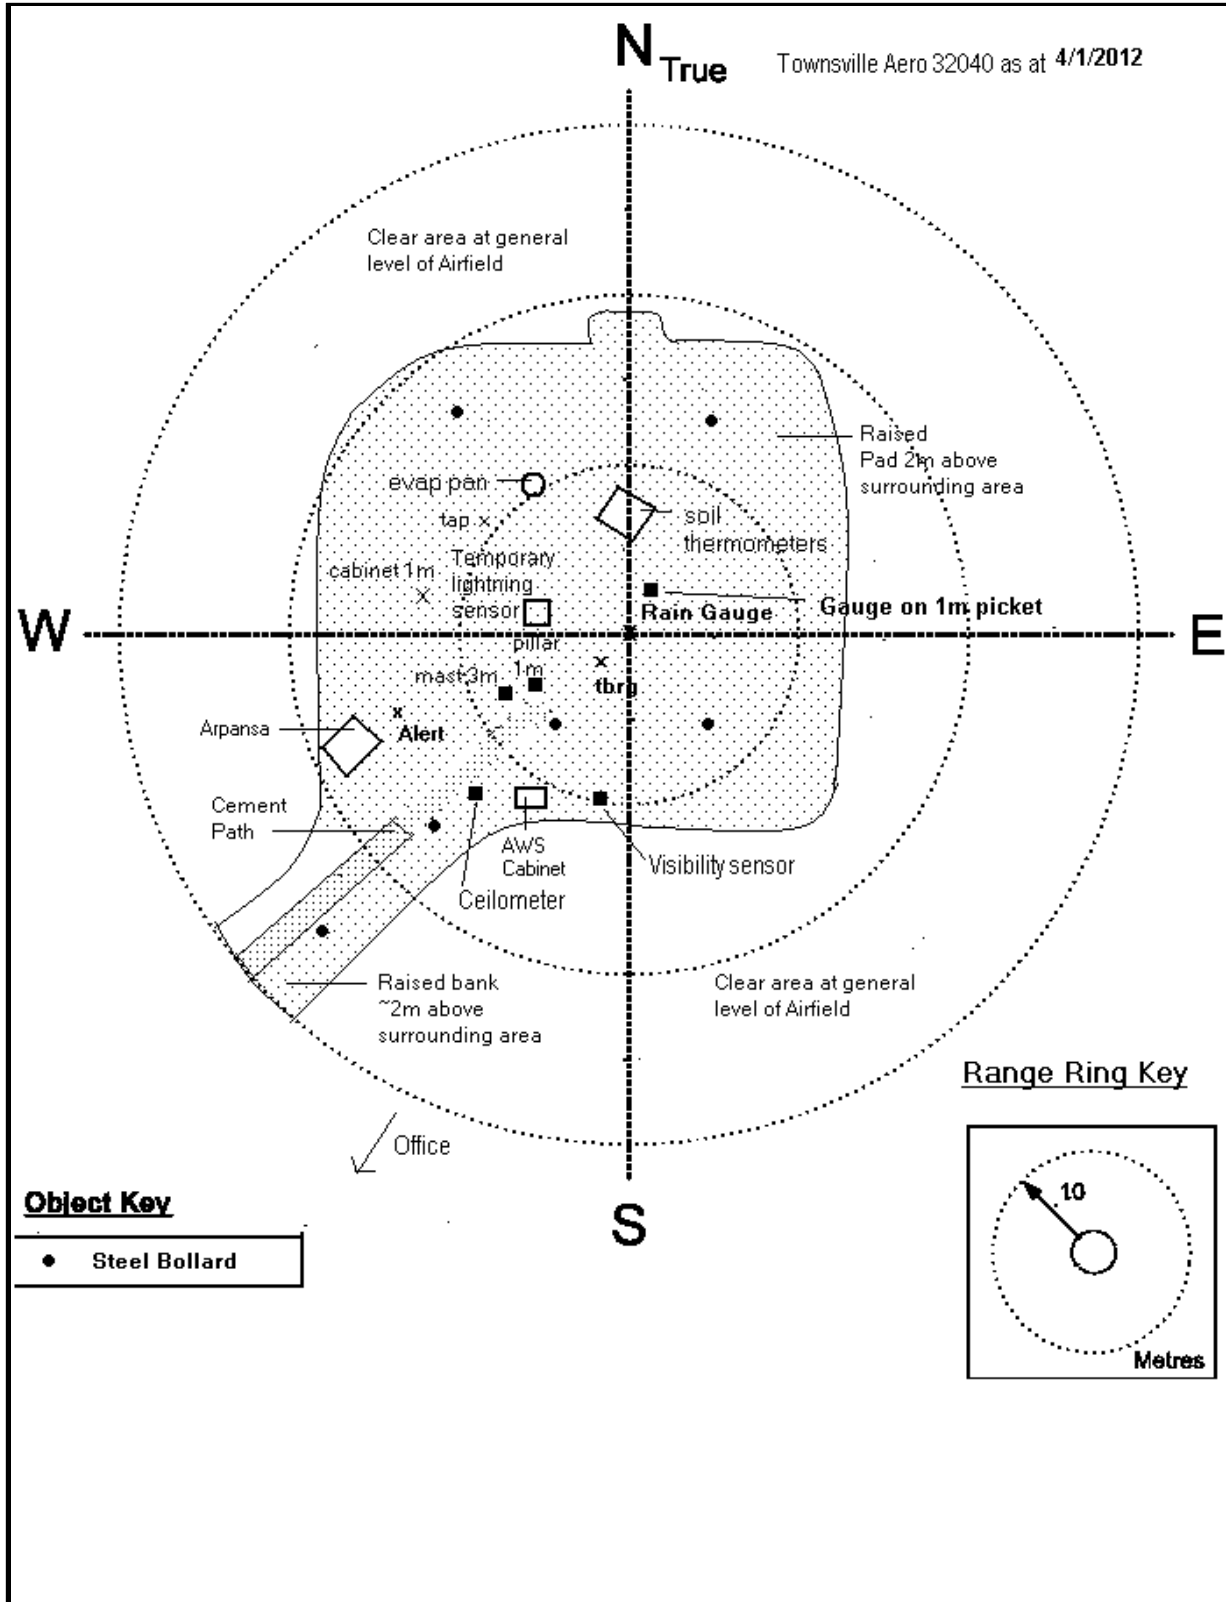 N True
Townsville Aero 32040 as at 4/1/2012
Clear area at general
level of Airfield
Raised
Pad 2m above
surrounding area
evap pan
tap
soil
thermometers
cabinet 1m
Temporary
lightning
sensor
Rain Gauge
Gauge on 1m picket
W
E
pillar
1m
mast 3m
tbrg
Arpansa
Alert
Cement
Path
AWS
Cabinet
Visibility sensor
Ceilometer
Raised bank
~2m above
surrounding area
Clear area at general
level of Airfield
Range Ring Key
Office
10
Metres
Object Key
Steel Bollard
S